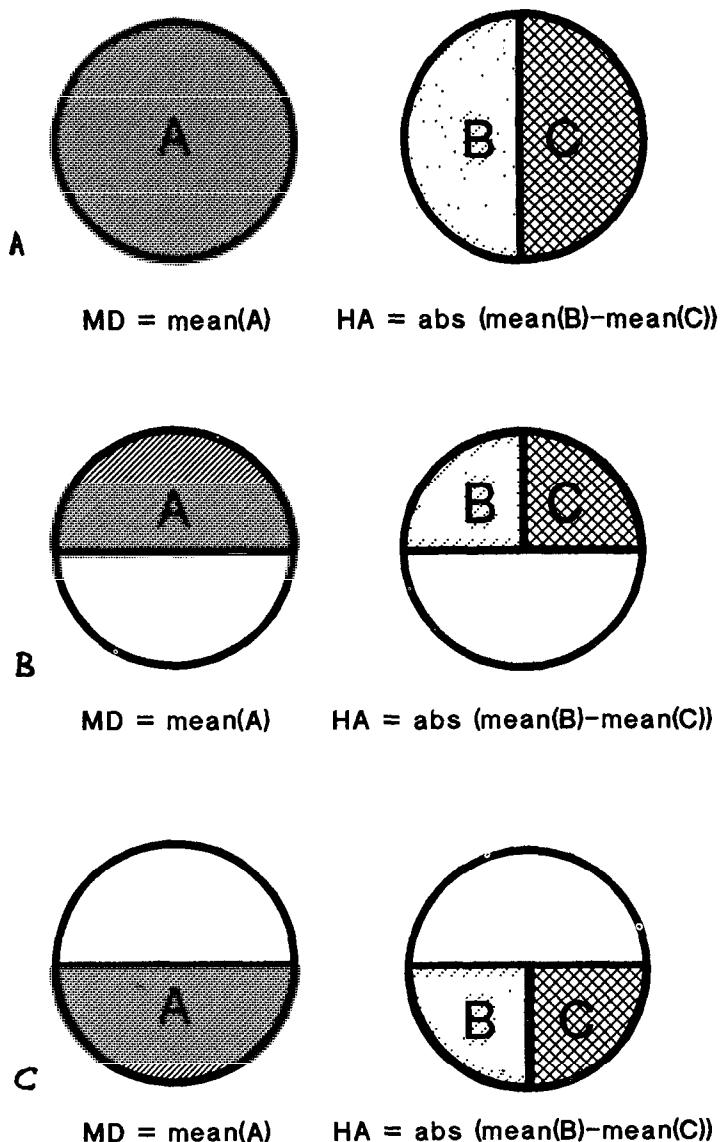 A B C
A
MD = mean(A) HA = abs (mean(B)-mean(C))
A B C
B
MD = mean(A) HA = abs (mean(B)-mean(C))
A B C
C
MD = mean(A) HA = abs (mean(B)-mean(C))